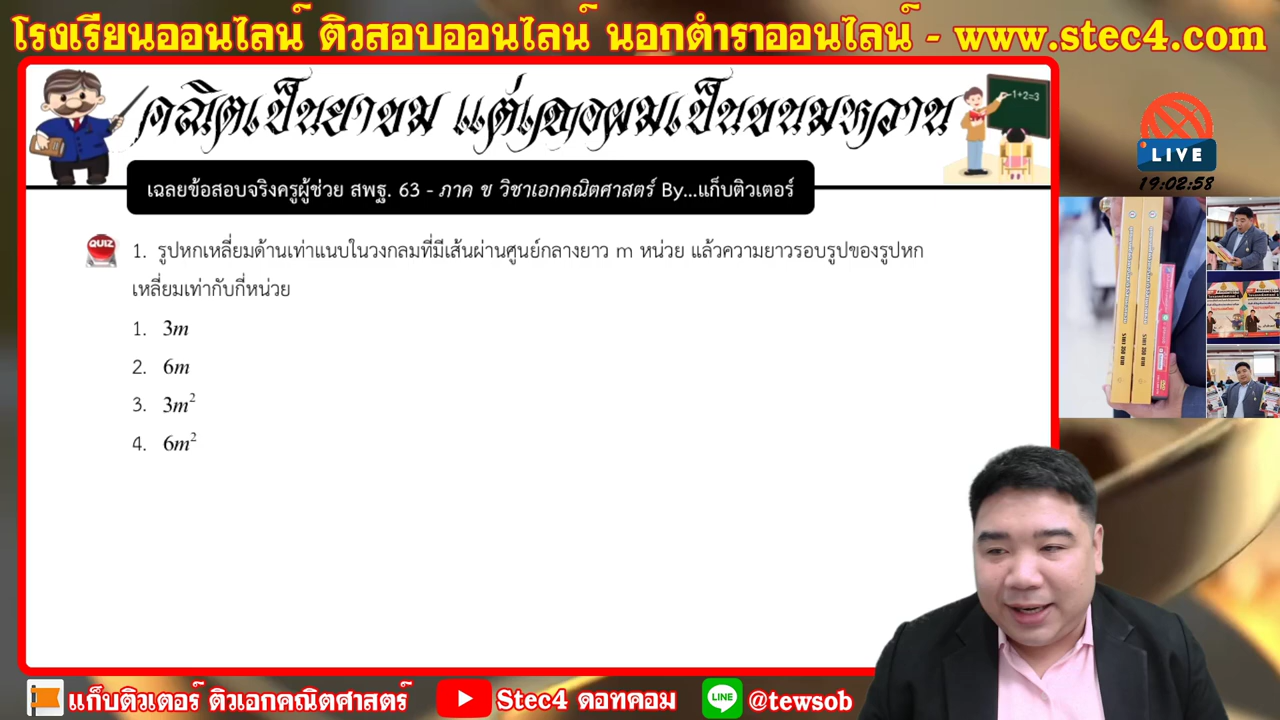 โรงเรียนออนไลน์ ติวสอบออนไลน์ นอกตำราออนไลน์ - www.stec4.com
คณิตเป็นยาขม แต่เธอผมเป็นขนมหวาน
1+2=3
LIVE
19:02:58
เฉลยข้อสอบจริงครูผู้ช่วย สพฐ. 63 - ภาค ข วิชาเอกคณิตศาสตร์ By...แก็บติวเตอร์
QUIZ
1. รูปหกเหลี่ยมด้านเท่าแนบในวงกลมที่มีเส้นผ่านศูนย์กลางยาว m หน่วย แล้วความยาวรอบรูปของรูปหก
เหลี่ยมเท่ากับกี่หน่วย
1. 3m
2. 6m
3. 3m²
4. 6m²
แก็บติวเตอร์ ติวเอกคณิตศาสตร์
Stec4 ดอทคอม
LINE
@tewsob